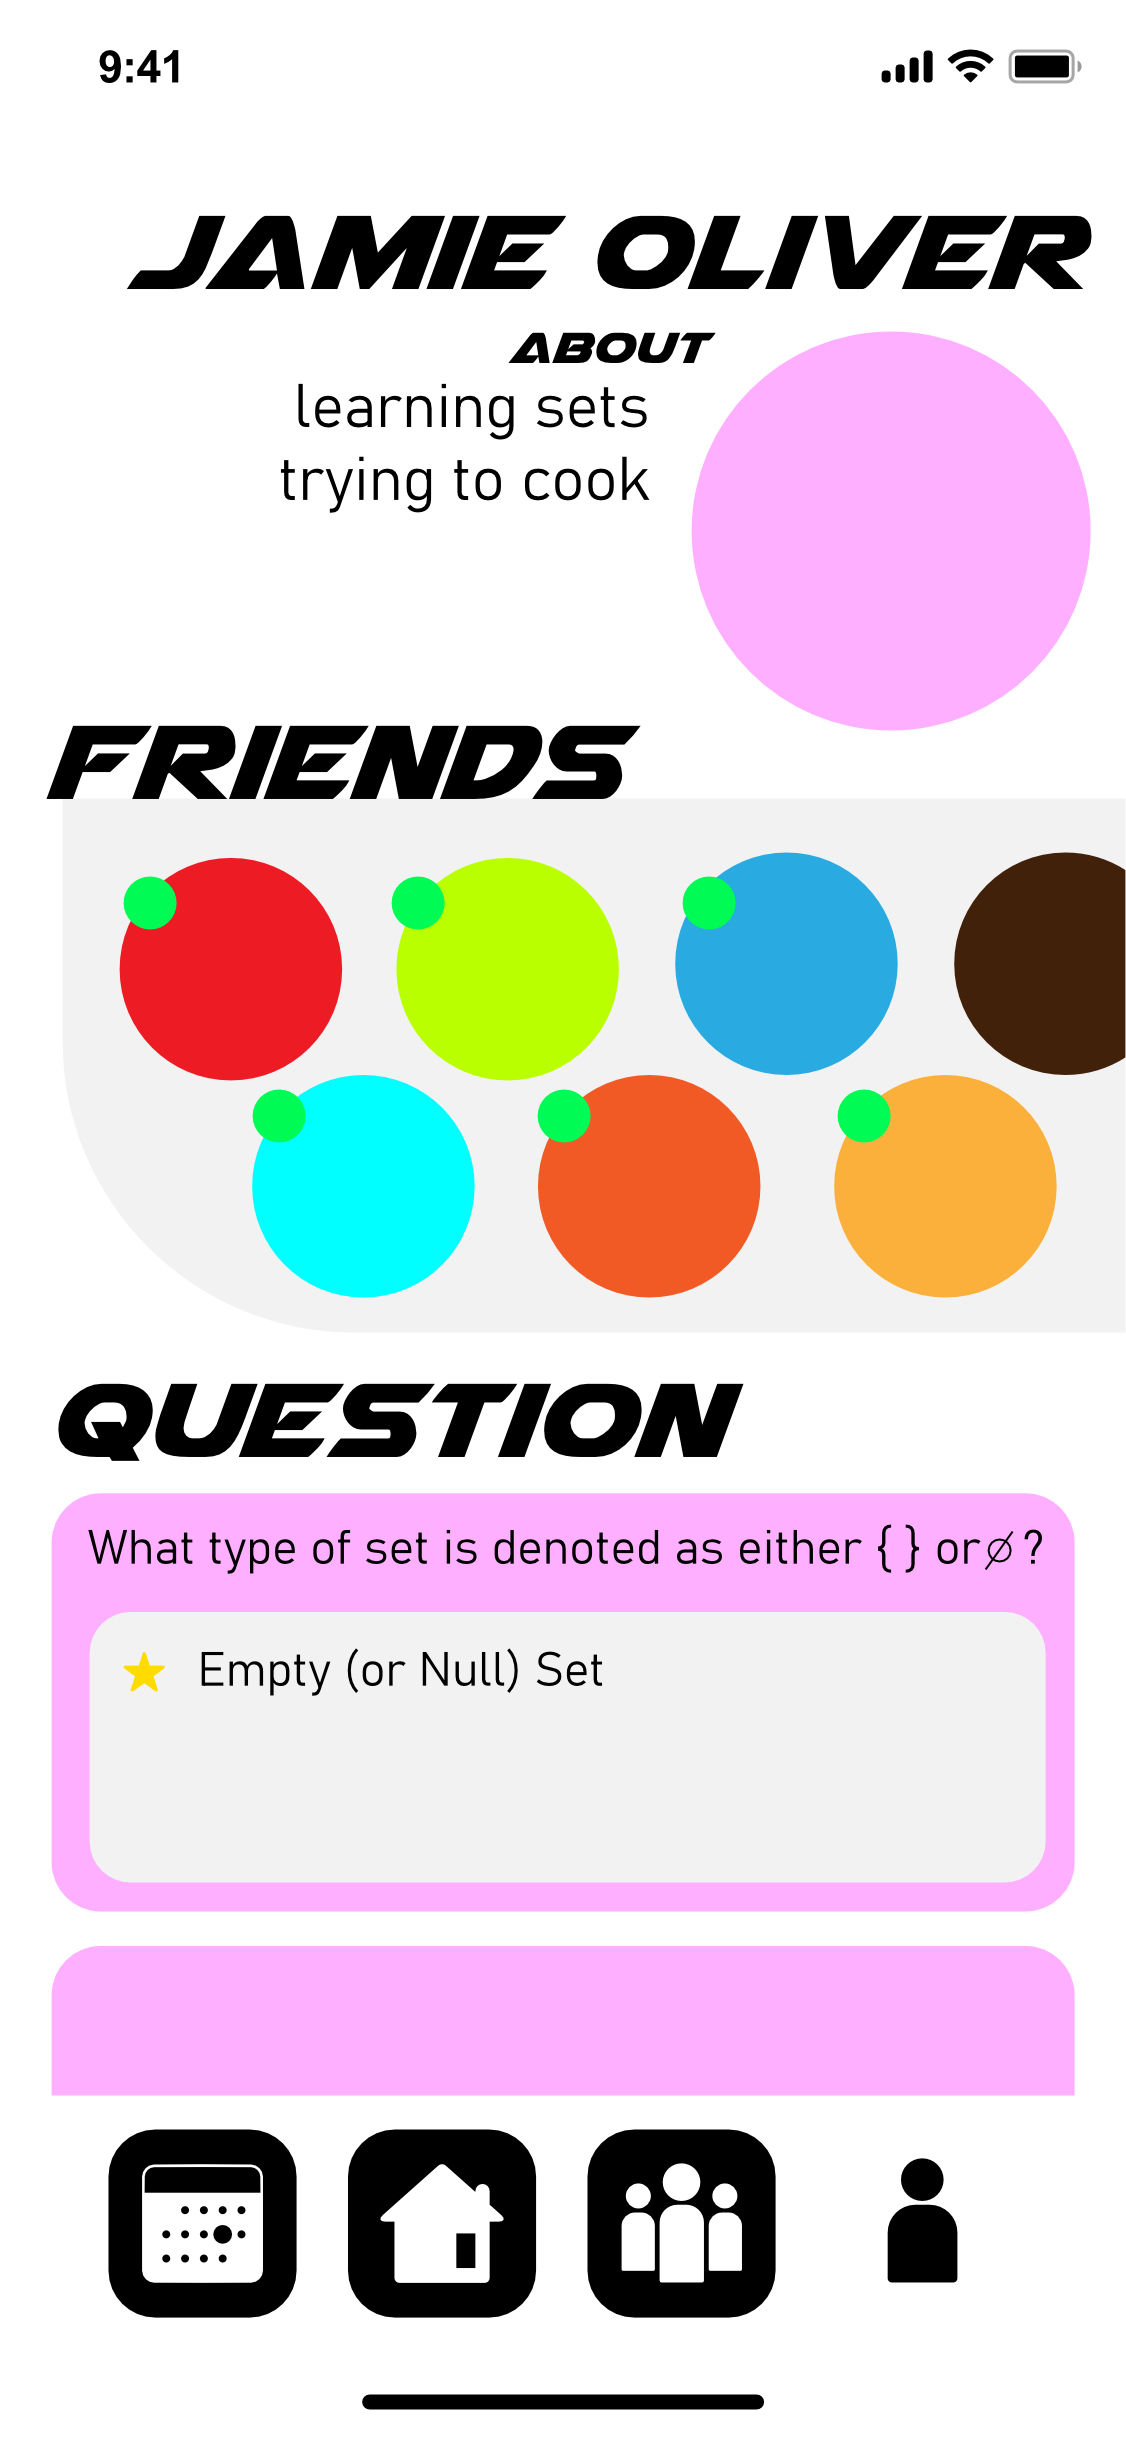 9:41
JAMIE OLIVER
ABOUT
learning sets
trying to cook
FRIENDS
QUESTION
What type of set is denoted as either { } or ∅ ?
Empty (or Null) Set